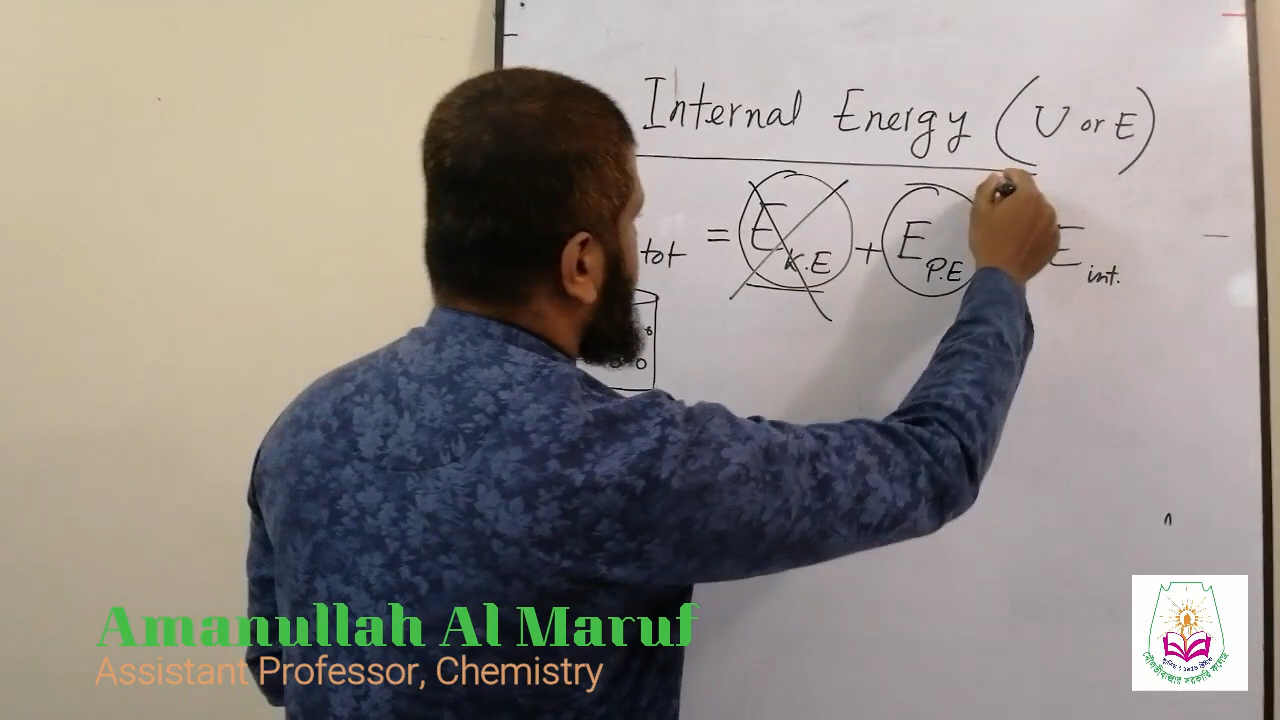 Internal Energy (U or E)
tot = E K.E + E P.E E int.
Amanullah Al Maruf
Assistant Professor, Chemistry